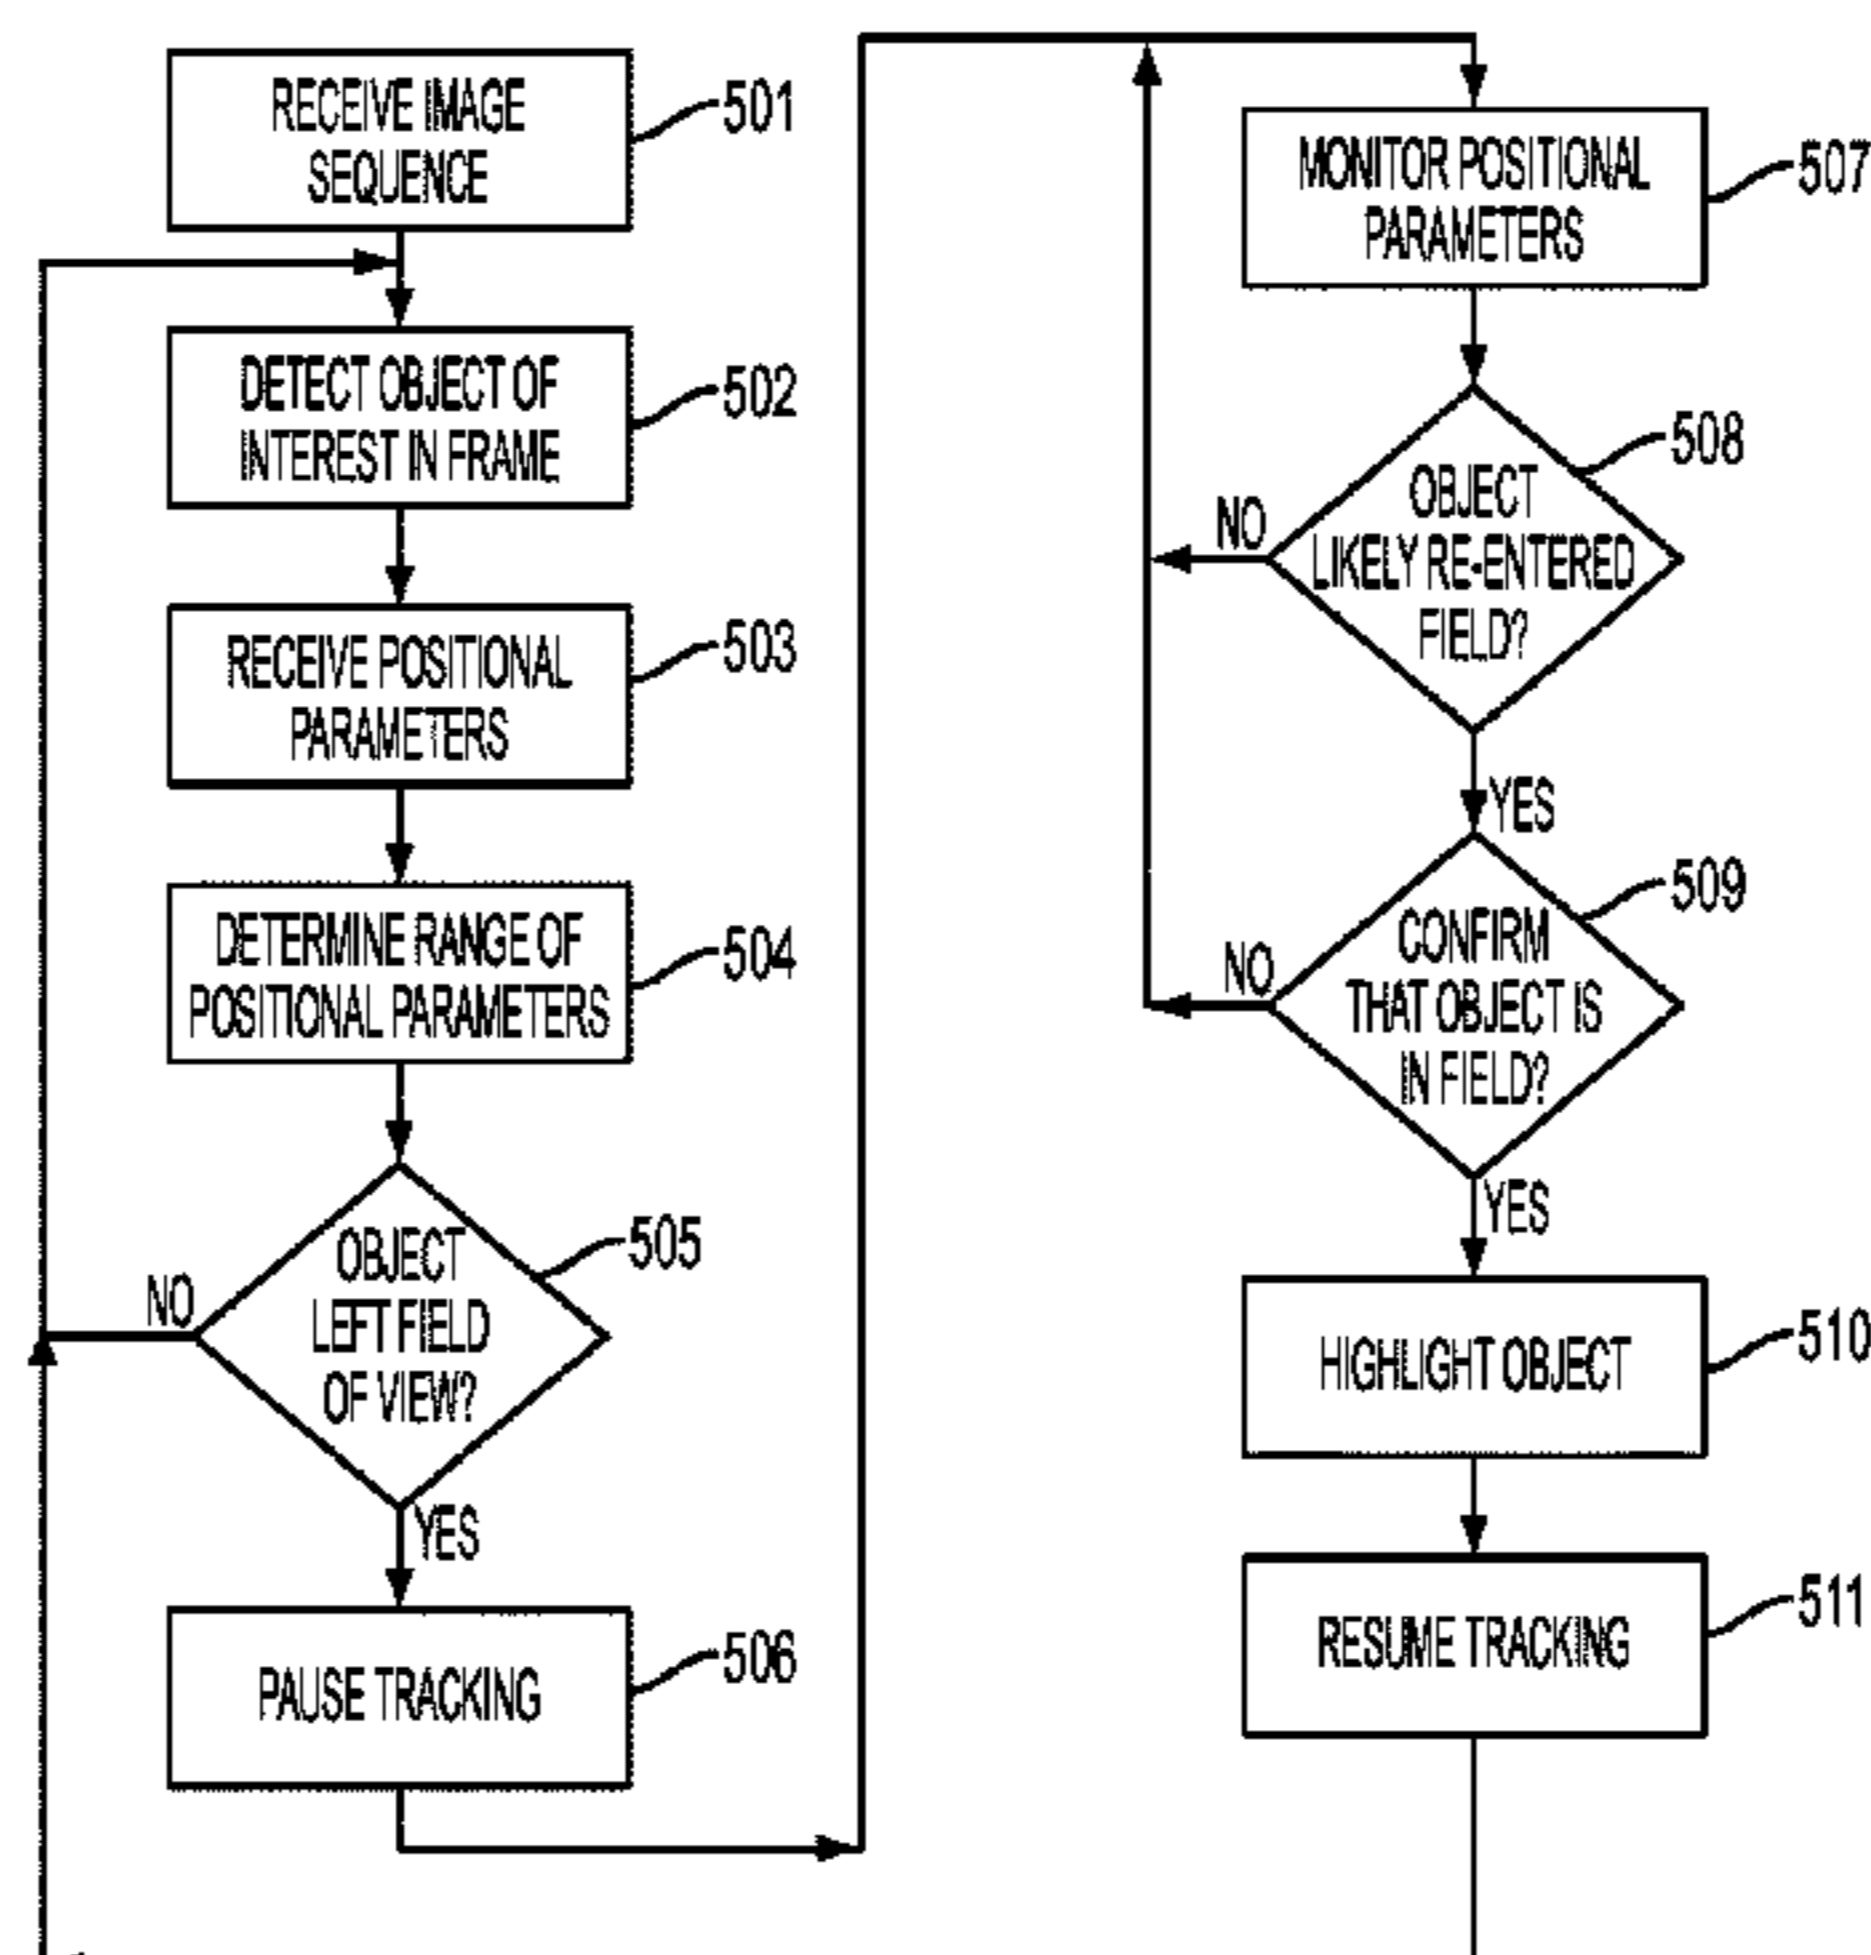 RECEIVE IMAGE
SEQUENCE
501
DETECT OBJECT OF
INTEREST IN FRAME
502
RECEIVE POSITIONAL
PARAMETERS
503
DETERMINE RANGE OF
POSITIONAL PARAMETERS
504
OBJECT
LEFT FIELD
OF VIEW?
505
NO
YES
PAUSE TRACKING
506
MONITOR POSITIONAL
PARAMETERS
507
OBJECT
LIKELY RE-ENTERED
FIELD?
508
NO
YES
CONFIRM
THAT OBJECT IS
IN FIELD?
509
NO
YES
HIGHLIGHT OBJECT
510
RESUME TRACKING
511